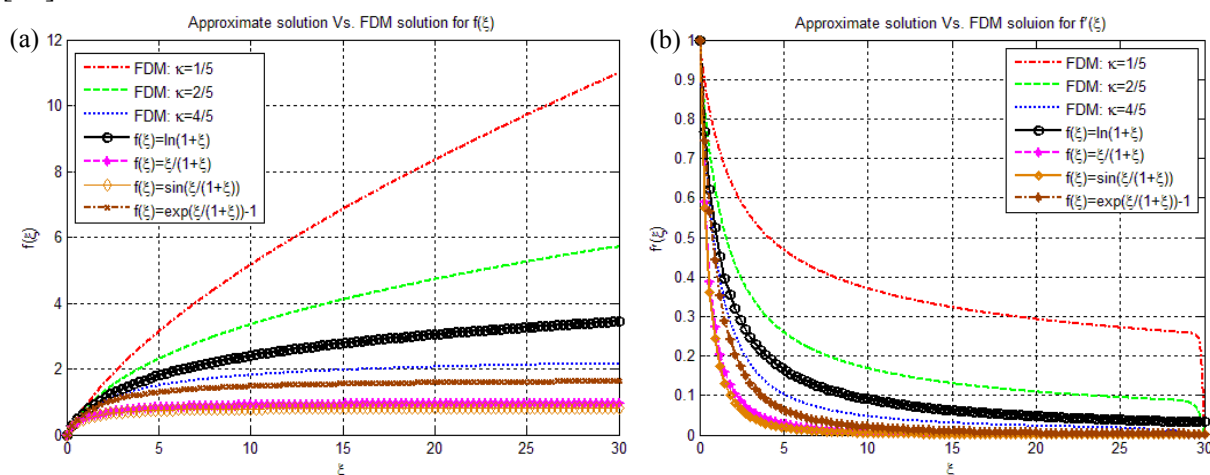 Approximate solution Vs. FDM solution for f(ξ)
(a)
12
10
8
6
4
2
0
f(ξ)
FDM: κ=1/5
FDM: κ=2/5
FDM: κ=4/5
f(ξ)=ln(1+ξ)
f(ξ)=ξ/(1+ξ)
f(ξ)=sin(ξ/(1+ξ))
f(ξ)=exp(ξ/(1+ξ))-1
0 5 10 15 20 25 30
ξ
Approximate solution Vs. FDM soluion for f'(ξ)
(b)
1
0.9
0.8
0.7
0.6
0.5
0.4
0.3
0.2
0.1
0
f'(ξ)
FDM: κ=1/5
FDM: κ=2/5
FDM: κ=4/5
f(ξ)=ln(1+ξ)
f(ξ)=ξ/(1+ξ)
f(ξ)=sin(ξ/(1+ξ))
f(ξ)=exp(ξ/(1+ξ))-1
0 5 10 15 20 25 30
ξ